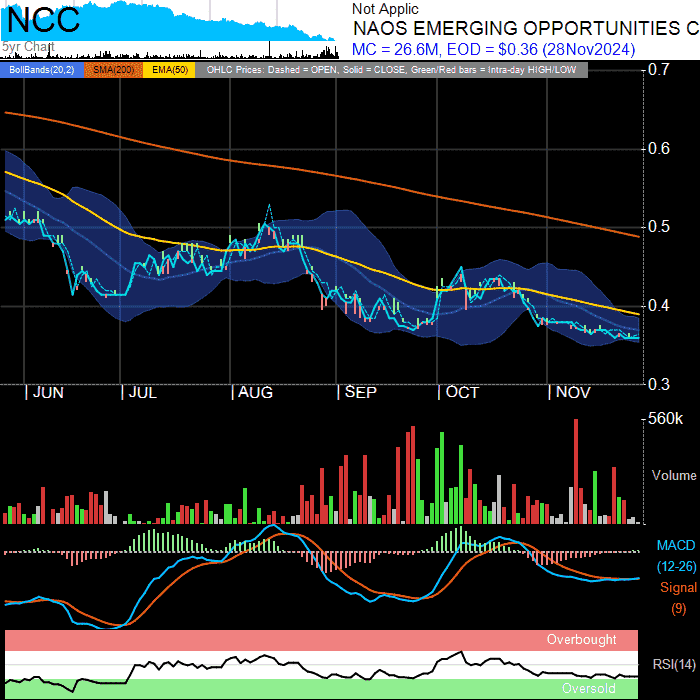 NCC
5yr Chart
Not Applic
NAOS EMERGING OPPORTUNITIES C
MC = 26.6M, EOD = $0.36 (28Nov2024)
BollBands(20,2) SMA(200) EMA(50) OHLC Prices: Dashed = OPEN, Solid = CLOSE, Green/Red bars = Intra-day HIGH/LOW
0.7
0.6
0.5
0.4
0.3
JUN JUL AUG SEP OCT NOV
560k
Volume
MACD
(12-26)
Signal
(9)
Overbought
RSI(14)
Oversold